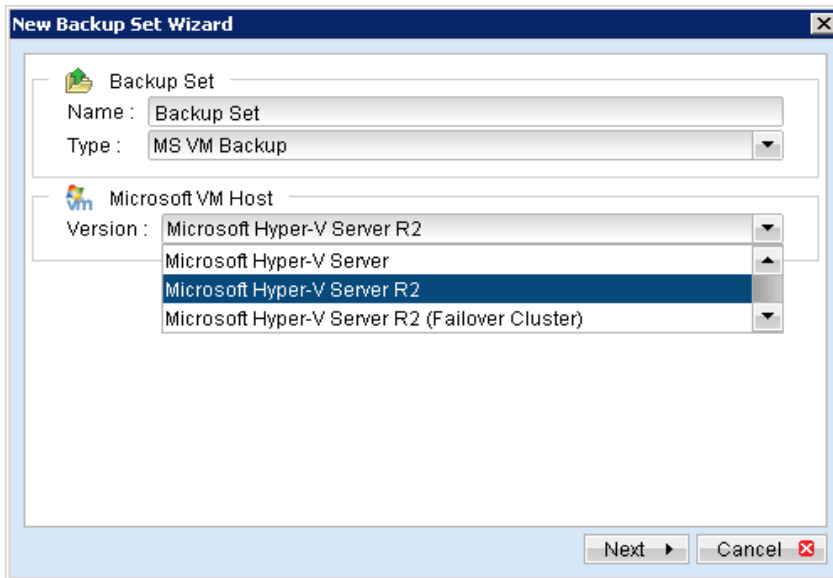 New Backup Set Wizard
Backup Set
Name : Backup Set
Type : MS VM Backup
vm Microsoft VM Host
Version : Microsoft Hyper-V Server R2
Microsoft Hyper-V Server
Microsoft Hyper-V Server R2
Microsoft Hyper-V Server R2 (Failover Cluster)
Next Cancel